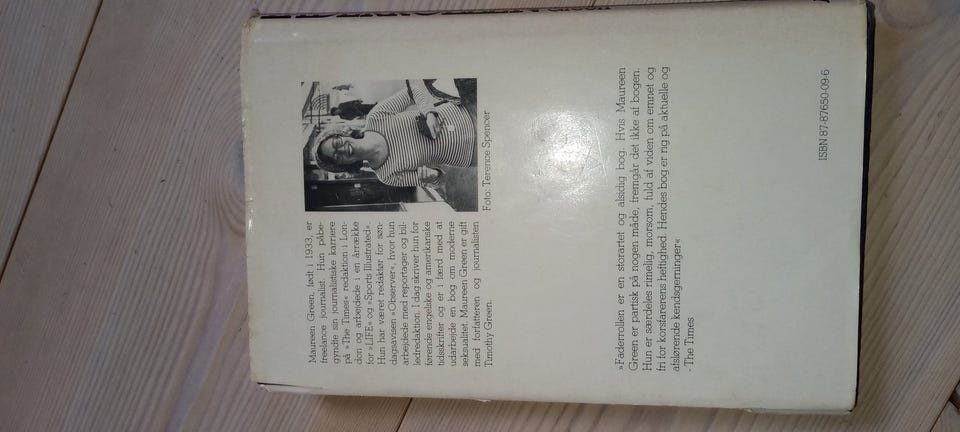 Maureen Green, født i 1933, er
freelance journalist. Hun påbe-
gyndte sin journalistiske karriere
på »The Times« redaktion i Lon-
don og arbejdede i en årrække
for »LIFE« og »Sports Illustrated«.
Hun har været redaktør for søn-
dagsavisen »Observer«, hvor hun
arbejdede med reportager og bil-
ledredaktion. I dag skriver hun for
førende engelske og amerikanske
tidsskrifter og er i færd med at
udarbejde en bog om moderne
seksualitet. Maureen Green er gift
med forfatteren og journalisten
Timothy Green.
Foto: Terence Spencer
»Faderrollen er en storartet og alsidig bog. Hvis Maureen
Green er partisk på nogen måde, fremgår det ikke af bogen.
Hun er særdeles rimelig, morsom, fuld af viden om emnet og
fri for korsfarerens heftighed. Hendes bog er rig på aktuelle og
afslørende kendsgerninger«
-The Times
ISBN 87-87650-09-6